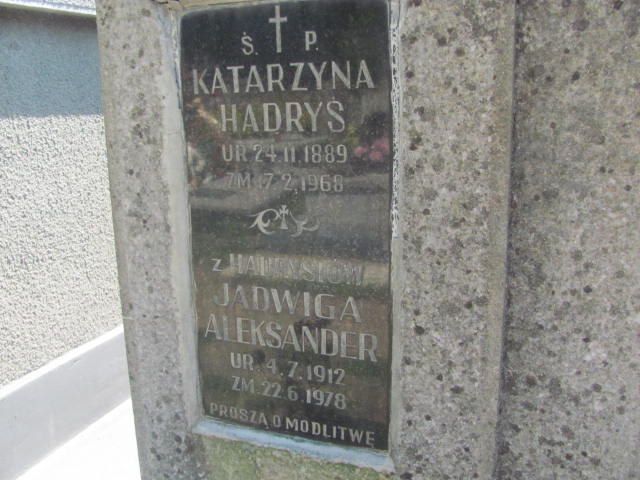 Ś. P.
KATARZYNA
HADRYŚ
UR. 24.11.1889
ZM. 17.2.1968
z HADRYSIÓW
JADWIGA
ALEKSANDER
UR. 4.7.1912
ZM. 22.6.1978
PROSZĄ O MODLITWĘ